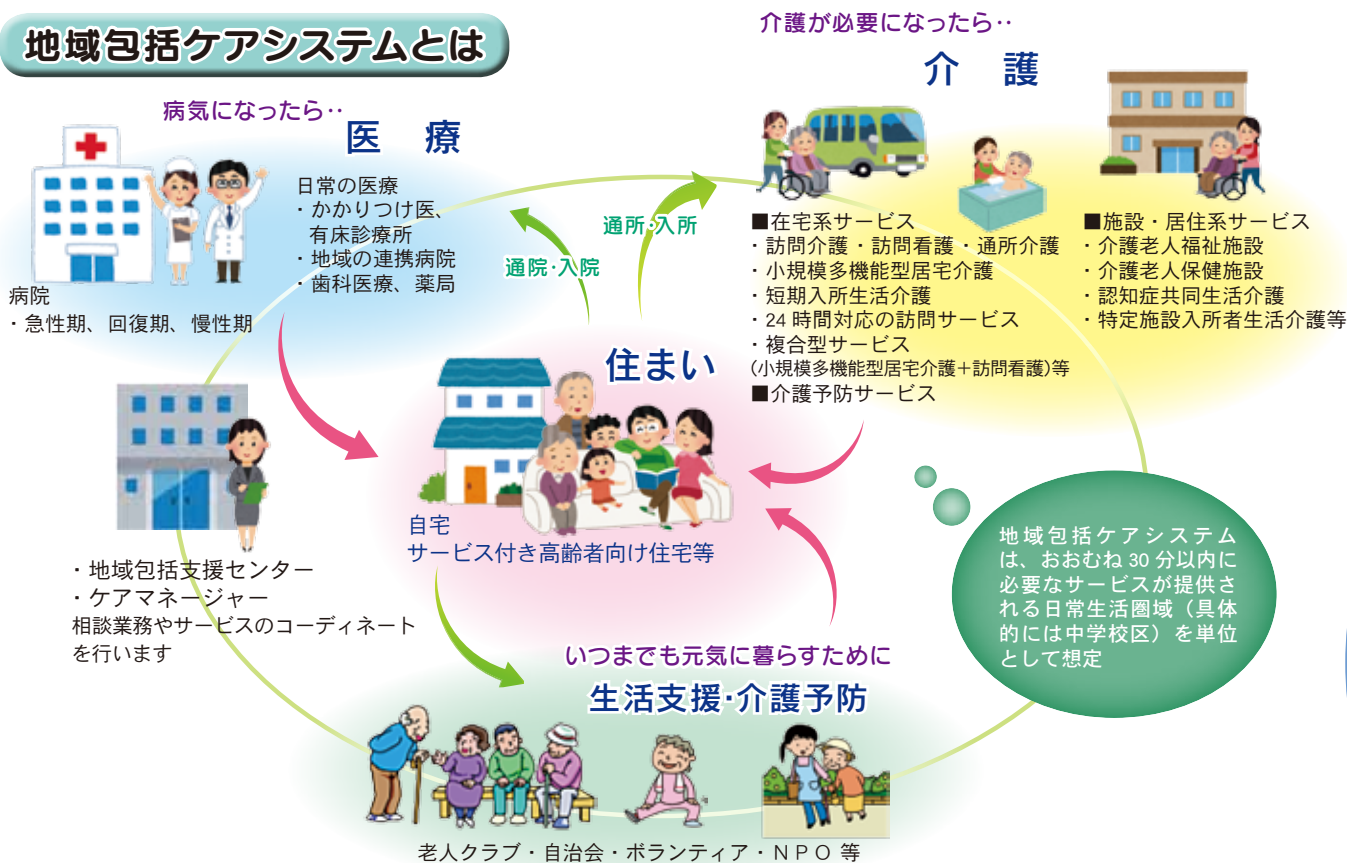 地域包括ケアシステムとは
病気になったら‥
医　療
日常の医療
・かかりつけ医、
有床診療所
・地域の連携病院
・歯科医療、薬局
病院
・急性期、回復期、慢性期
通院・入院
通所・入所
介護が必要になったら‥
介　護
■在宅系サービス
・訪問介護・訪問看護・通所介護
・小規模多機能型居宅介護
・短期入所生活介護
・24 時間対応の訪問サービス
・複合型サービス
(小規模多機能型居宅介護＋訪問看護)等
■介護予防サービス
■施設・居住系サービス
・介護老人福祉施設
・介護老人保健施設
・認知症共同生活介護
・特定施設入所者生活介護等
住まい
自宅
サービス付き高齢者向け住宅等
・地域包括支援センター
・ケアマネージャー
相談業務やサービスのコーディネート
を行います
地域包括ケアシステム
は、おおむね 30 分以内に
必要なサービスが提供さ
れる日常生活圏域（具体
的には中学校区）を単位
として想定
いつまでも元気に暮らすために
生活支援・介護予防
老人クラブ・自治会・ボランティア・ＮＰＯ 等